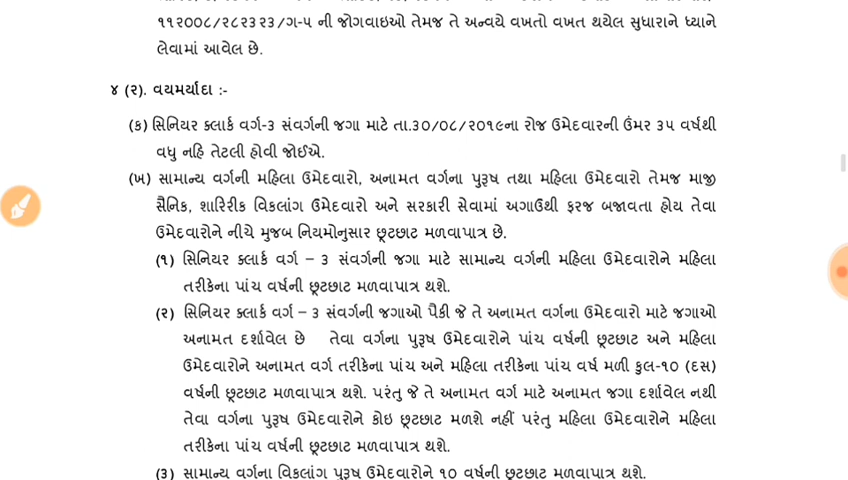 ૧૧૨૦૦૮/૨૮૨૩૨૩/ગ-૫ ની જોગવાઇઓ તેમજ તે અન્વયે વખતો વખત થયેલ સુધારાને ધ્યાને
લેવામાં આવેલ છે.
૪ (૨). વયમર્યાદા :-
(ક) સિનિયર ક્લાર્ક વર્ગ-૩ સંવર્ગની જગા માટે તા.૩૦/૦૮/૨૦૧૯ના રોજ ઉમેદવારની ઉંમર ૩૫ વર્ષથી
વધુ નહિ તેટલી હોવી જોઈએ.
(ખ) સામાન્ય વર્ગની મહિલા ઉમેદવારો, અનામત વર્ગના પુરૂષ તથા મહિલા ઉમેદવારો તેમજ માજી
સૈનિક, શારિરીક વિકલાંગ ઉમેદવારો અને સરકારી સેવામાં અગાઉથી ફરજ બજાવતા હોય તેવા
ઉમેદવારોને નીચે મુજબ નિયમોનુસાર છૂટછાટ મળવાપાત્ર છે.
(૧) સિનિયર ક્લાર્ક વર્ગ – ૩ સંવર્ગની જગા માટે સામાન્ય વર્ગની મહિલા ઉમેદવારોને મહિલા
તરીકેના પાંચ વર્ષની છૂટછાટ મળવાપાત્ર થશે.
(૨) સિનિયર ક્લાર્ક વર્ગ – ૩ સંવર્ગની જગાઓ પૈકી જે તે અનામત વર્ગના ઉમેદવારો માટે જગાઓ
અનામત દર્શાવેલ છે તેવા વર્ગના પુરૂષ ઉમેદવારોને પાંચ વર્ષની છૂટછાટ અને મહિલા
ઉમેદવારોને અનામત વર્ગ તરીકેના પાંચ અને મહિલા તરીકેના પાંચ વર્ષ મળી કુલ-૧૦ (દસ)
વર્ષની છૂટછાટ મળવાપાત્ર થશે. પરંતુ જે તે અનામત વર્ગ માટે અનામત જગા દર્શાવેલ નથી
તેવા વર્ગના પુરૂષ ઉમેદવારોને કોઇ છૂટછાટ મળશે નહીં પરંતુ મહિલા ઉમેદવારોને મહિલા
તરીકેના પાંચ વર્ષની છૂટછાટ મળવાપાત્ર થશે.
(૩) સામાન્ય વર્ગના વિકલાંગ પુરૂષ ઉમેદવારોને ૧૦ વર્ષની છૂટછાટ મળવાપાત્ર થશે.